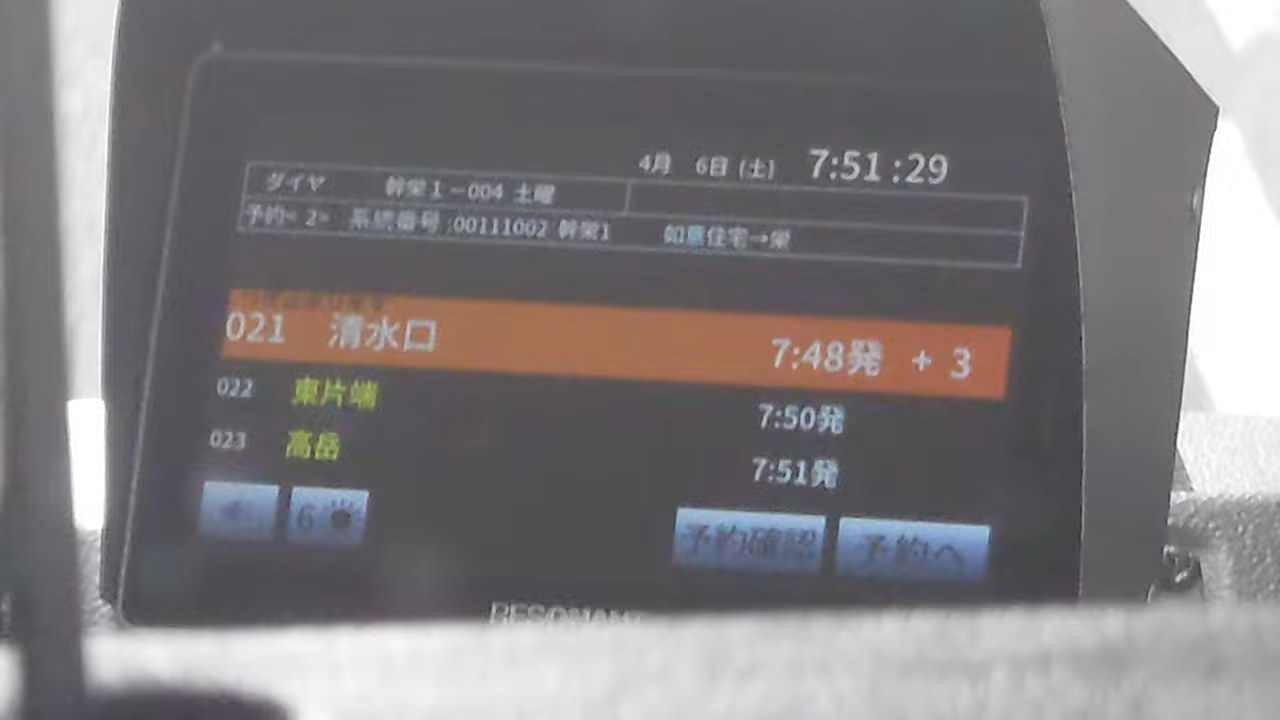 4月 6日 (土) 7:51:29
ダイヤ 幹栄1-004 土曜
予約< 2> 系統番号:00111002 幹栄1 如意住宅→栄
021 清水口 7:48発 + 3
022 東片端 7:50発
023 高岳 7:51発
6 予約確認 予約へ
RESONANT